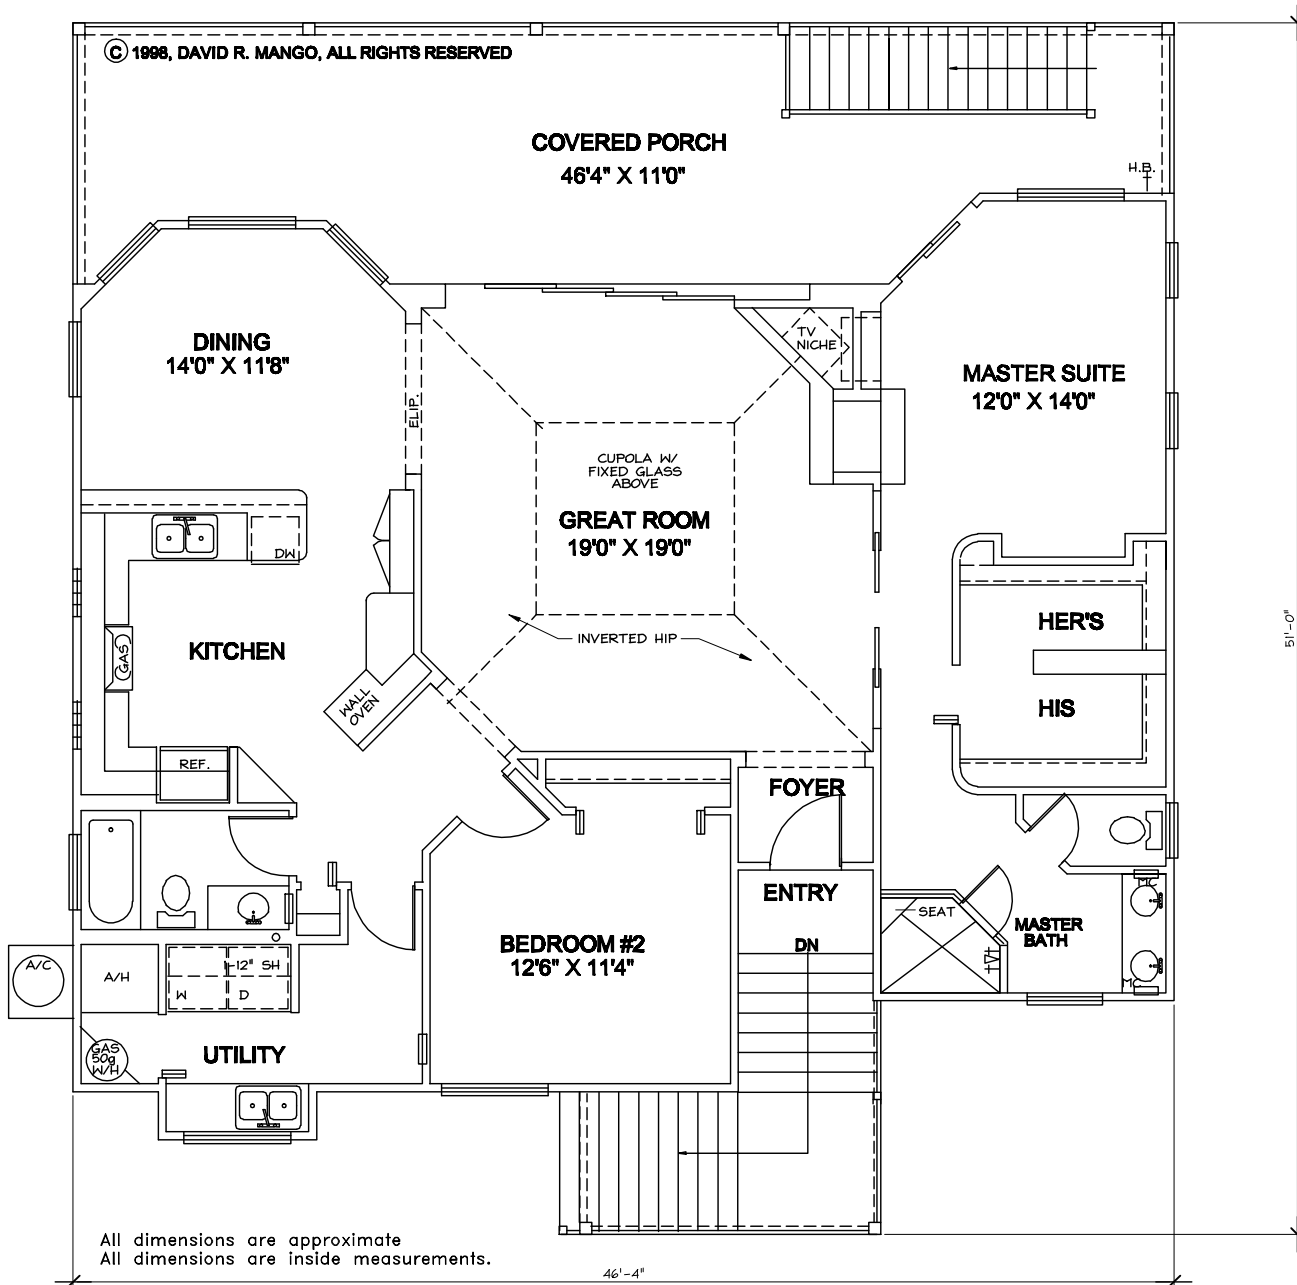 © 1998, DAVID R. MANGO, ALL RIGHTS RESERVED
COVERED PORCH
46'4" X 11'0"
H.B.
DINING
14'0" X 11'8"
ELIP.
TV
NICHE
MASTER SUITE
12'0" X 14'0"
CUPOLA W/
FIXED GLASS
ABOVE
GREAT ROOM
19'0" X 19'0"
DW
INVERTED HIP
HER'S
HIS
51'-0"
KITCHEN
GAS
WALL
OVEN
REF.
FOYER
ENTRY
DN
SEAT
MASTER
BATH
MC
MC
BEDROOM #2
12'6" X 11'4"
A/C
A/H
12" SH
W
D
GAS
50g
W/H
UTILITY
All dimensions are approximate
All dimensions are inside measurements.
46'-4"